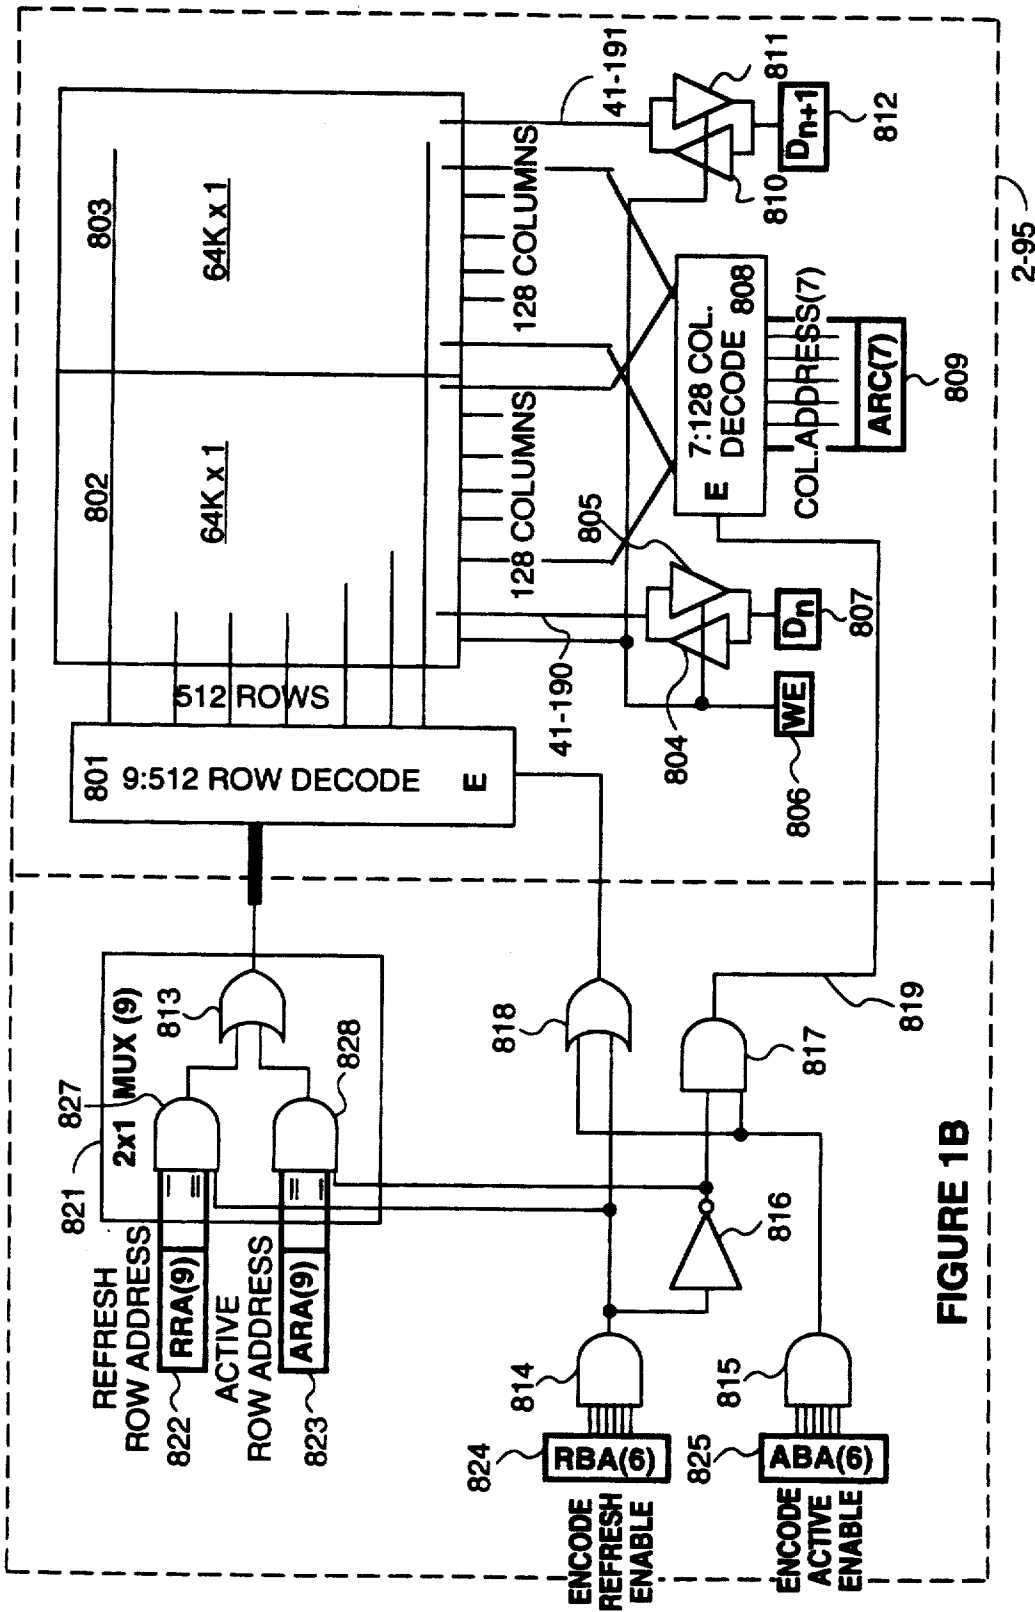 REFRESH
ROW ADDRESS
821
827
2x1 MUX (9)
822
RRA(9)
813
ACTIVE
ROW ADDRESS
823
ARA(9)
828
801
9:512 ROW DECODE
E
512 ROWS
802
803
64K x 1
64K x 1
128 COLUMNS
128 COLUMNS
41-190
41-191
804
805
810
811
806
WE
Dn
807
E
7:128 COL.
DECODE
808
COL.ADDRESS(7)
ARC(7)
809
Dn+1
812
ENCODE
REFRESH
ENABLE
824
RBA(6)
814
818
ENCODE
ACTIVE
ENABLE
825
ABA(6)
815
816
817
819
2-95
FIGURE 1B